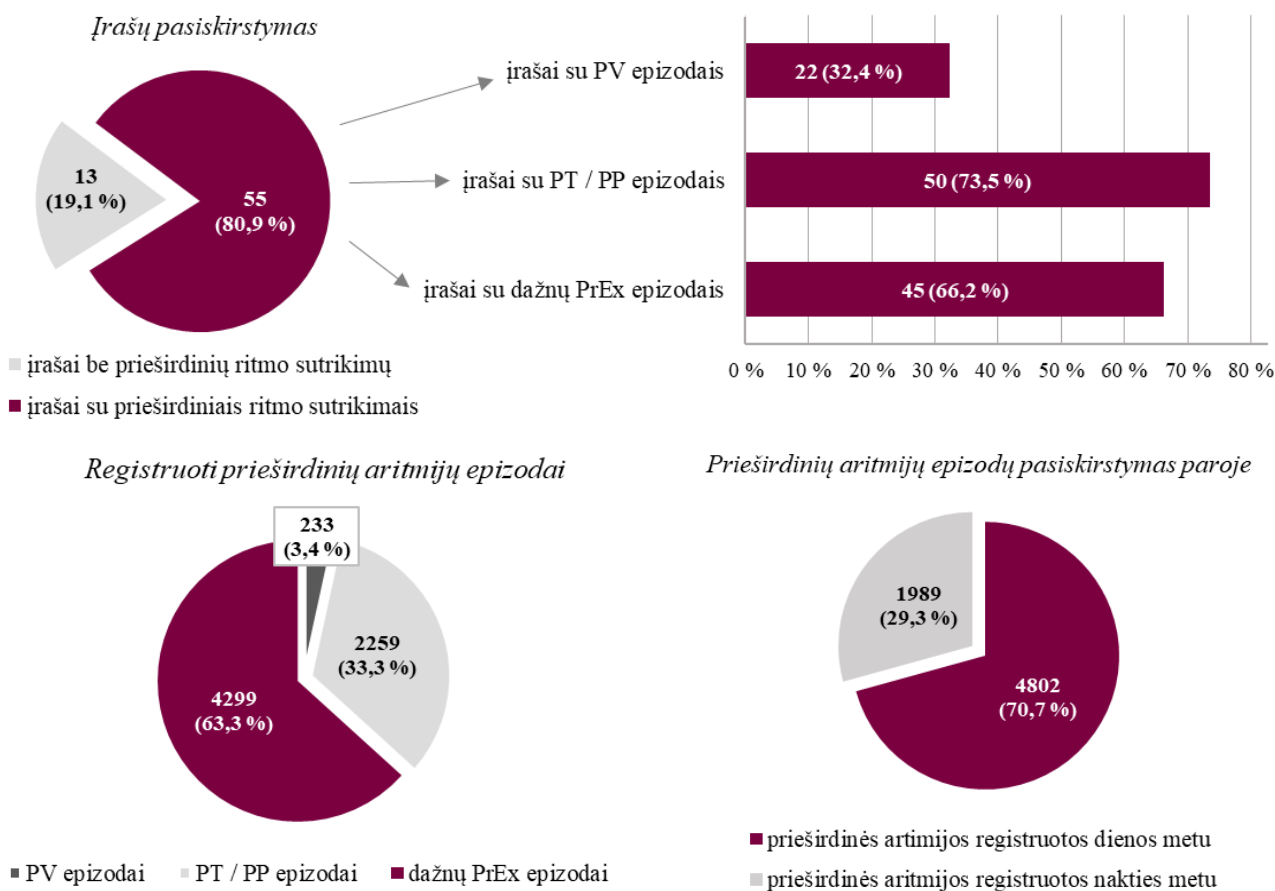 Įrašų pasiskirstymas
13
(19,1 %)
55
(80,9 %)
įrašai be prieširdinių ritmo sutrikimų
įrašai su prieširdiniais ritmo sutrikimais
įrašai su PV epizodais
22 (32,4 %)
įrašai su PT / PP epizodais
50 (73,5 %)
įrašai su dažnų PrEx epizodais
45 (66,2 %)
0 % 10 % 20 % 30 % 40 % 50 % 60 % 70 % 80 %
Registruoti prieširdinių aritmijų epizodai
233
(3,4 %)
2259
(33,3 %)
4299
(63,3 %)
PV epizodai PT / PP epizodai dažnų PrEx epizodai
Prieširdinių aritmijų epizodų pasiskirstymas paroje
1989
(29,3 %)
4802
(70,7 %)
prieširdinės artimijos registruotos dienos metu
prieširdinės aritmijos registruotos nakties metu